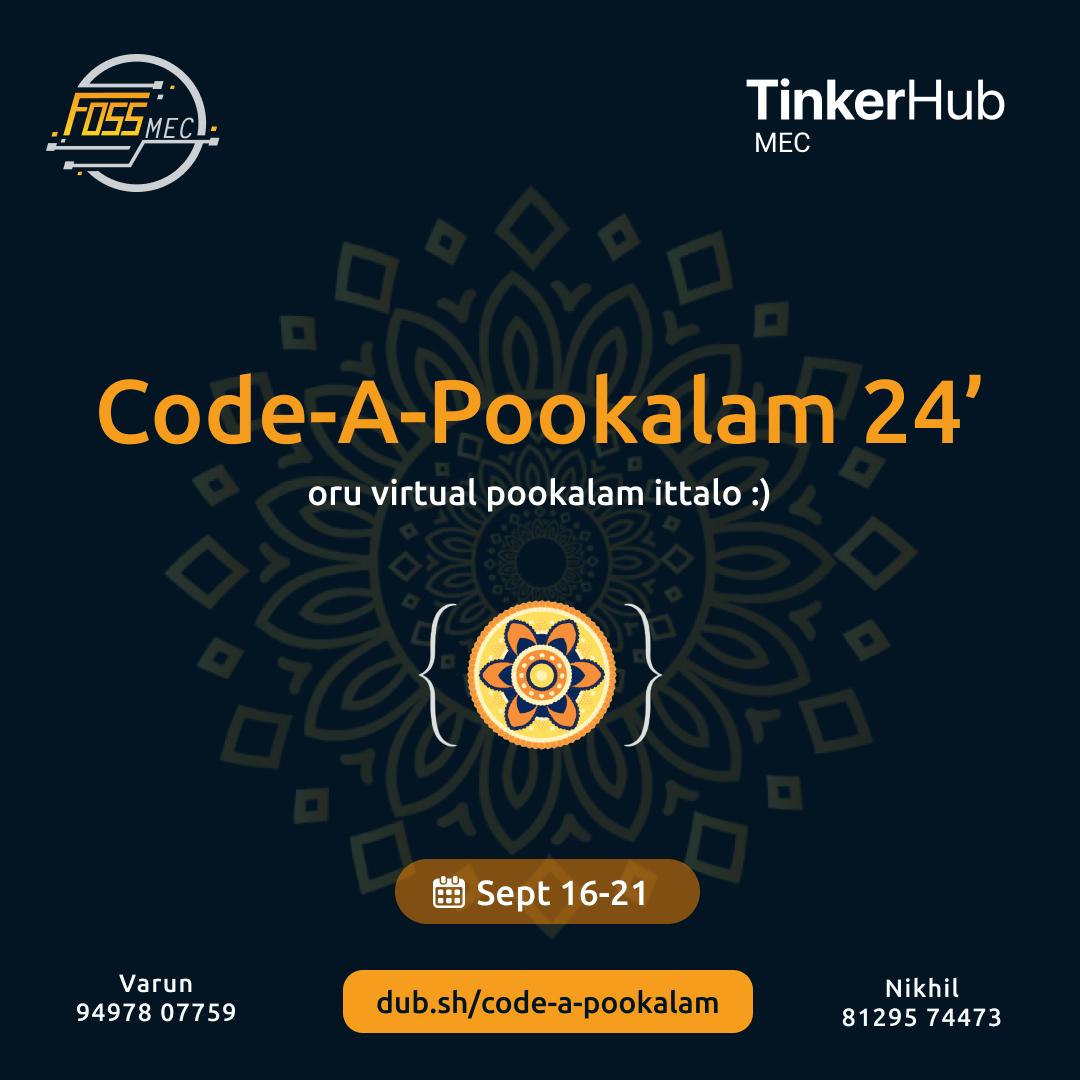 FOSS MEC
TinkerHub
MEC
Code-A-Pookalam 24’
oru virtual pookalam ittalo :)
Sept 16-21
Varun
94978 07759
dub.sh/code-a-pookalam
Nikhil
81295 74473